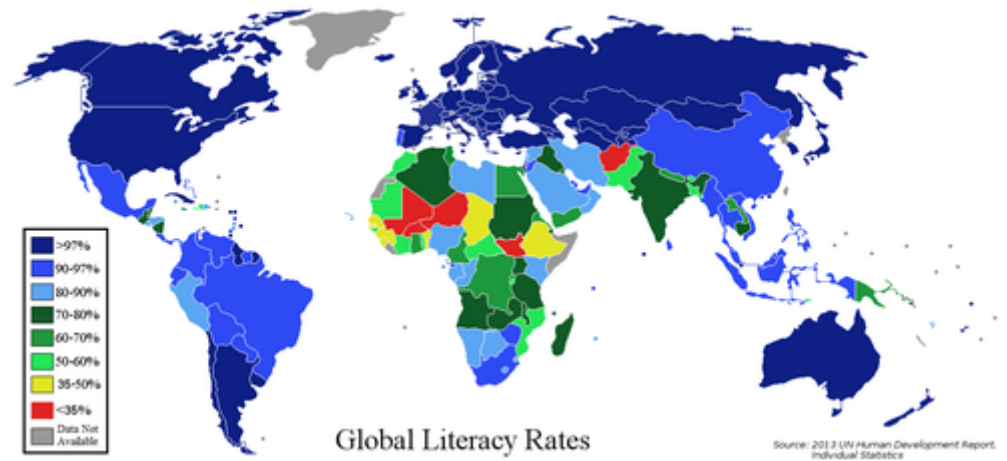 >97%
90-97%
80-90%
70-80%
60-70%
50-60%
35-50%
<35%
Data Not
Available
Global Literacy Rates
Source: 2013 UN Human Development Report,
Individual Statistics